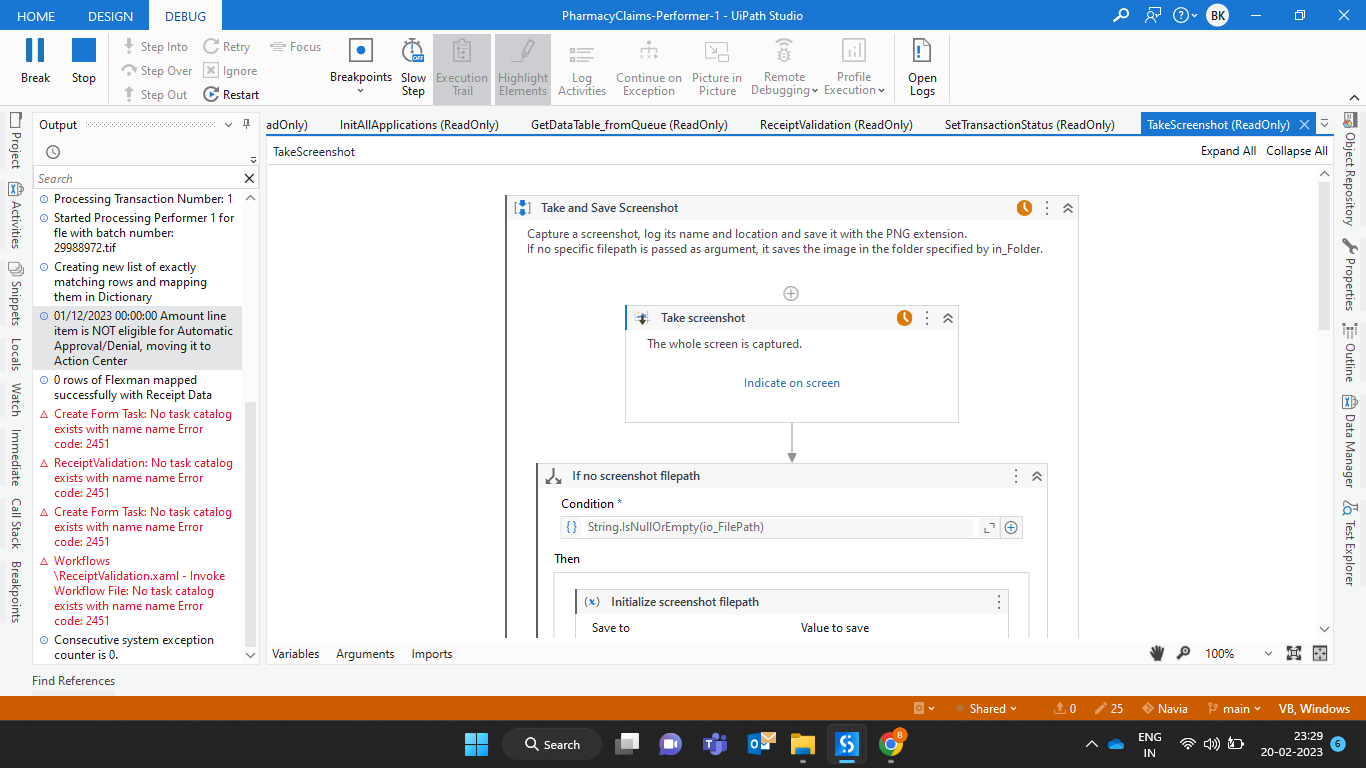 HOME DESIGN DEBUG PharmacyClaims-Performer-1 - UiPath Studio BK
Break
Stop
Step Into
Step Over
Step Out
Retry
Ignore
Restart
Focus
Breakpoints
Slow
Step
OFF
Execution
Trail
Highlight
Elements
Log
Activities
Continue on
Exception
Picture in
Picture
Remote
Debugging
Profile
Execution
Open
Logs
Project
Activities
Snippets
Locals
Watch
Immediate
Call Stack
Breakpoints
Output
Search
Processing Transaction Number: 1
Started Processing Performer 1 for
fle with batch number:
29988972.tif
Creating new list of exactly
matching rows and mapping
them in Dictionary
01/12/2023 00:00:00 Amount line
item is NOT eligible for Automatic
Approval/Denial, moving it to
Action Center
0 rows of Flexman mapped
successfully with Receipt Data
Create Form Task: No task catalog
exists with name name Error
code: 2451
ReceiptValidation: No task catalog
exists with name name Error
code: 2451
Create Form Task: No task catalog
exists with name name Error
code: 2451
Workflows
\ReceiptValidation.xaml - Invoke
Workflow File: No task catalog
exists with name name Error
code: 2451
Consecutive system exception
counter is 0.
Find References
adOnly) InitAllApplications (ReadOnly) GetDataTable_fromQueue (ReadOnly) ReceiptValidation (ReadOnly) SetTransactionStatus (ReadOnly) TakeScreenshot (ReadOnly)
TakeScreenshot Expand All Collapse All
Take and Save Screenshot
Capture a screenshot, log its name and location and save it with the PNG extension.
If no specific filepath is passed as argument, it saves the image in the folder specified by in_Folder.
Take screenshot
The whole screen is captured.
Indicate on screen
If no screenshot filepath
Condition *
String.IsNullOrEmpty(io_FilePath)
Then
Initialize screenshot filepath
Save to Value to save
Variables Arguments Imports 100%
Object Repository
Properties
Outline
Data Manager
Test Explorer
Shared 0 25 Navia main VB, Windows
Search
B
ENG
IN
23:29
20-02-2023
6